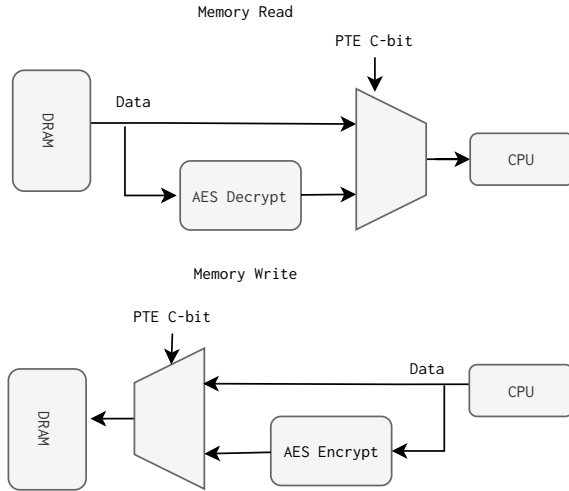 Memory Read
PTE C-bit
DRAM
Data
AES Decrypt
CPU
Memory Write
PTE C-bit
DRAM
Data
AES Encrypt
CPU